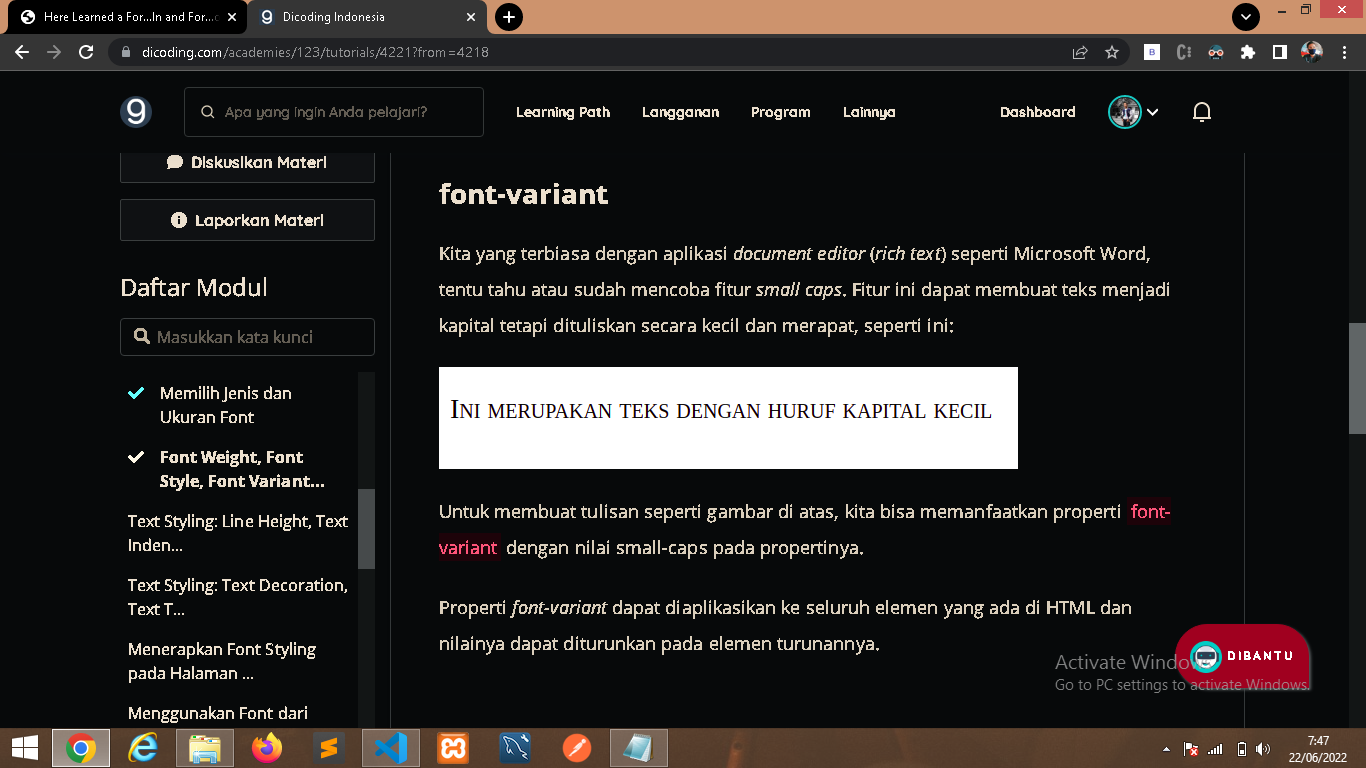 Here Learned a For...In and For...o
Dicoding Indonesia
dicoding.com/academies/123/tutorials/4221?from=4218
Apa yang ingin Anda pelajari?
Learning Path
Langganan
Program
Lainnya
Dashboard
Diskusikan Materi
Laporkan Materi
Daftar Modul
Masukkan kata kunci
Memilih Jenis dan
Ukuran Font
Font Weight, Font
Style, Font Variant...
Text Styling: Line Height, Text
Inden...
Text Styling: Text Decoration,
Text T...
Menerapkan Font Styling
pada Halaman ...
Menggunakan Font dari
font-variant
Kita yang terbiasa dengan aplikasi document editor (rich text) seperti Microsoft Word,
tentu tahu atau sudah mencoba fitur small caps. Fitur ini dapat membuat teks menjadi
kapital tetapi dituliskan secara kecil dan merapat, seperti ini:
Ini merupakan teks dengan huruf kapital kecil
Untuk membuat tulisan seperti gambar di atas, kita bisa memanfaatkan properti font-
variant dengan nilai small-caps pada propertinya.
Properti font-variant dapat diaplikasikan ke seluruh elemen yang ada di HTML dan
nilainya dapat diturunkan pada elemen turunannya.
DIBANTU
Activate Windo
Go to PC settings to activate Windows.
7:47
22/06/2022